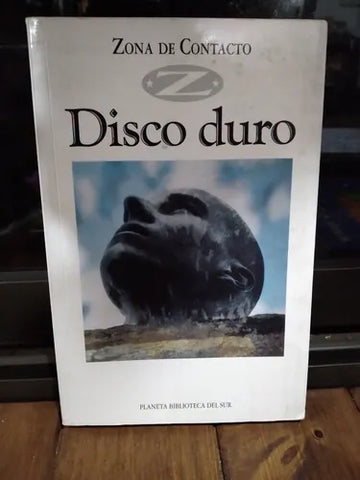 ZONA DE CONTACTO
Z
Disco duro
PLANETA BIBLIOTECA DEL SUR